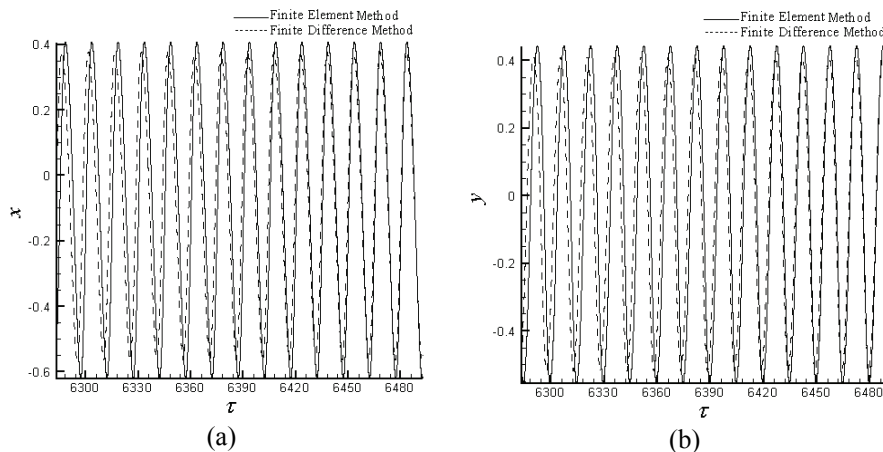 Finite Element Method
Finite Difference Method
0.4
0.2
0
-0.2
-0.4
-0.6
x
6300 6330 6360 6390 6420 6450 6480
τ
(a)
Finite Element Method
Finite Difference Method
0.4
0.2
0
-0.2
-0.4
y
6300 6330 6360 6390 6420 6450 6480
τ
(b)